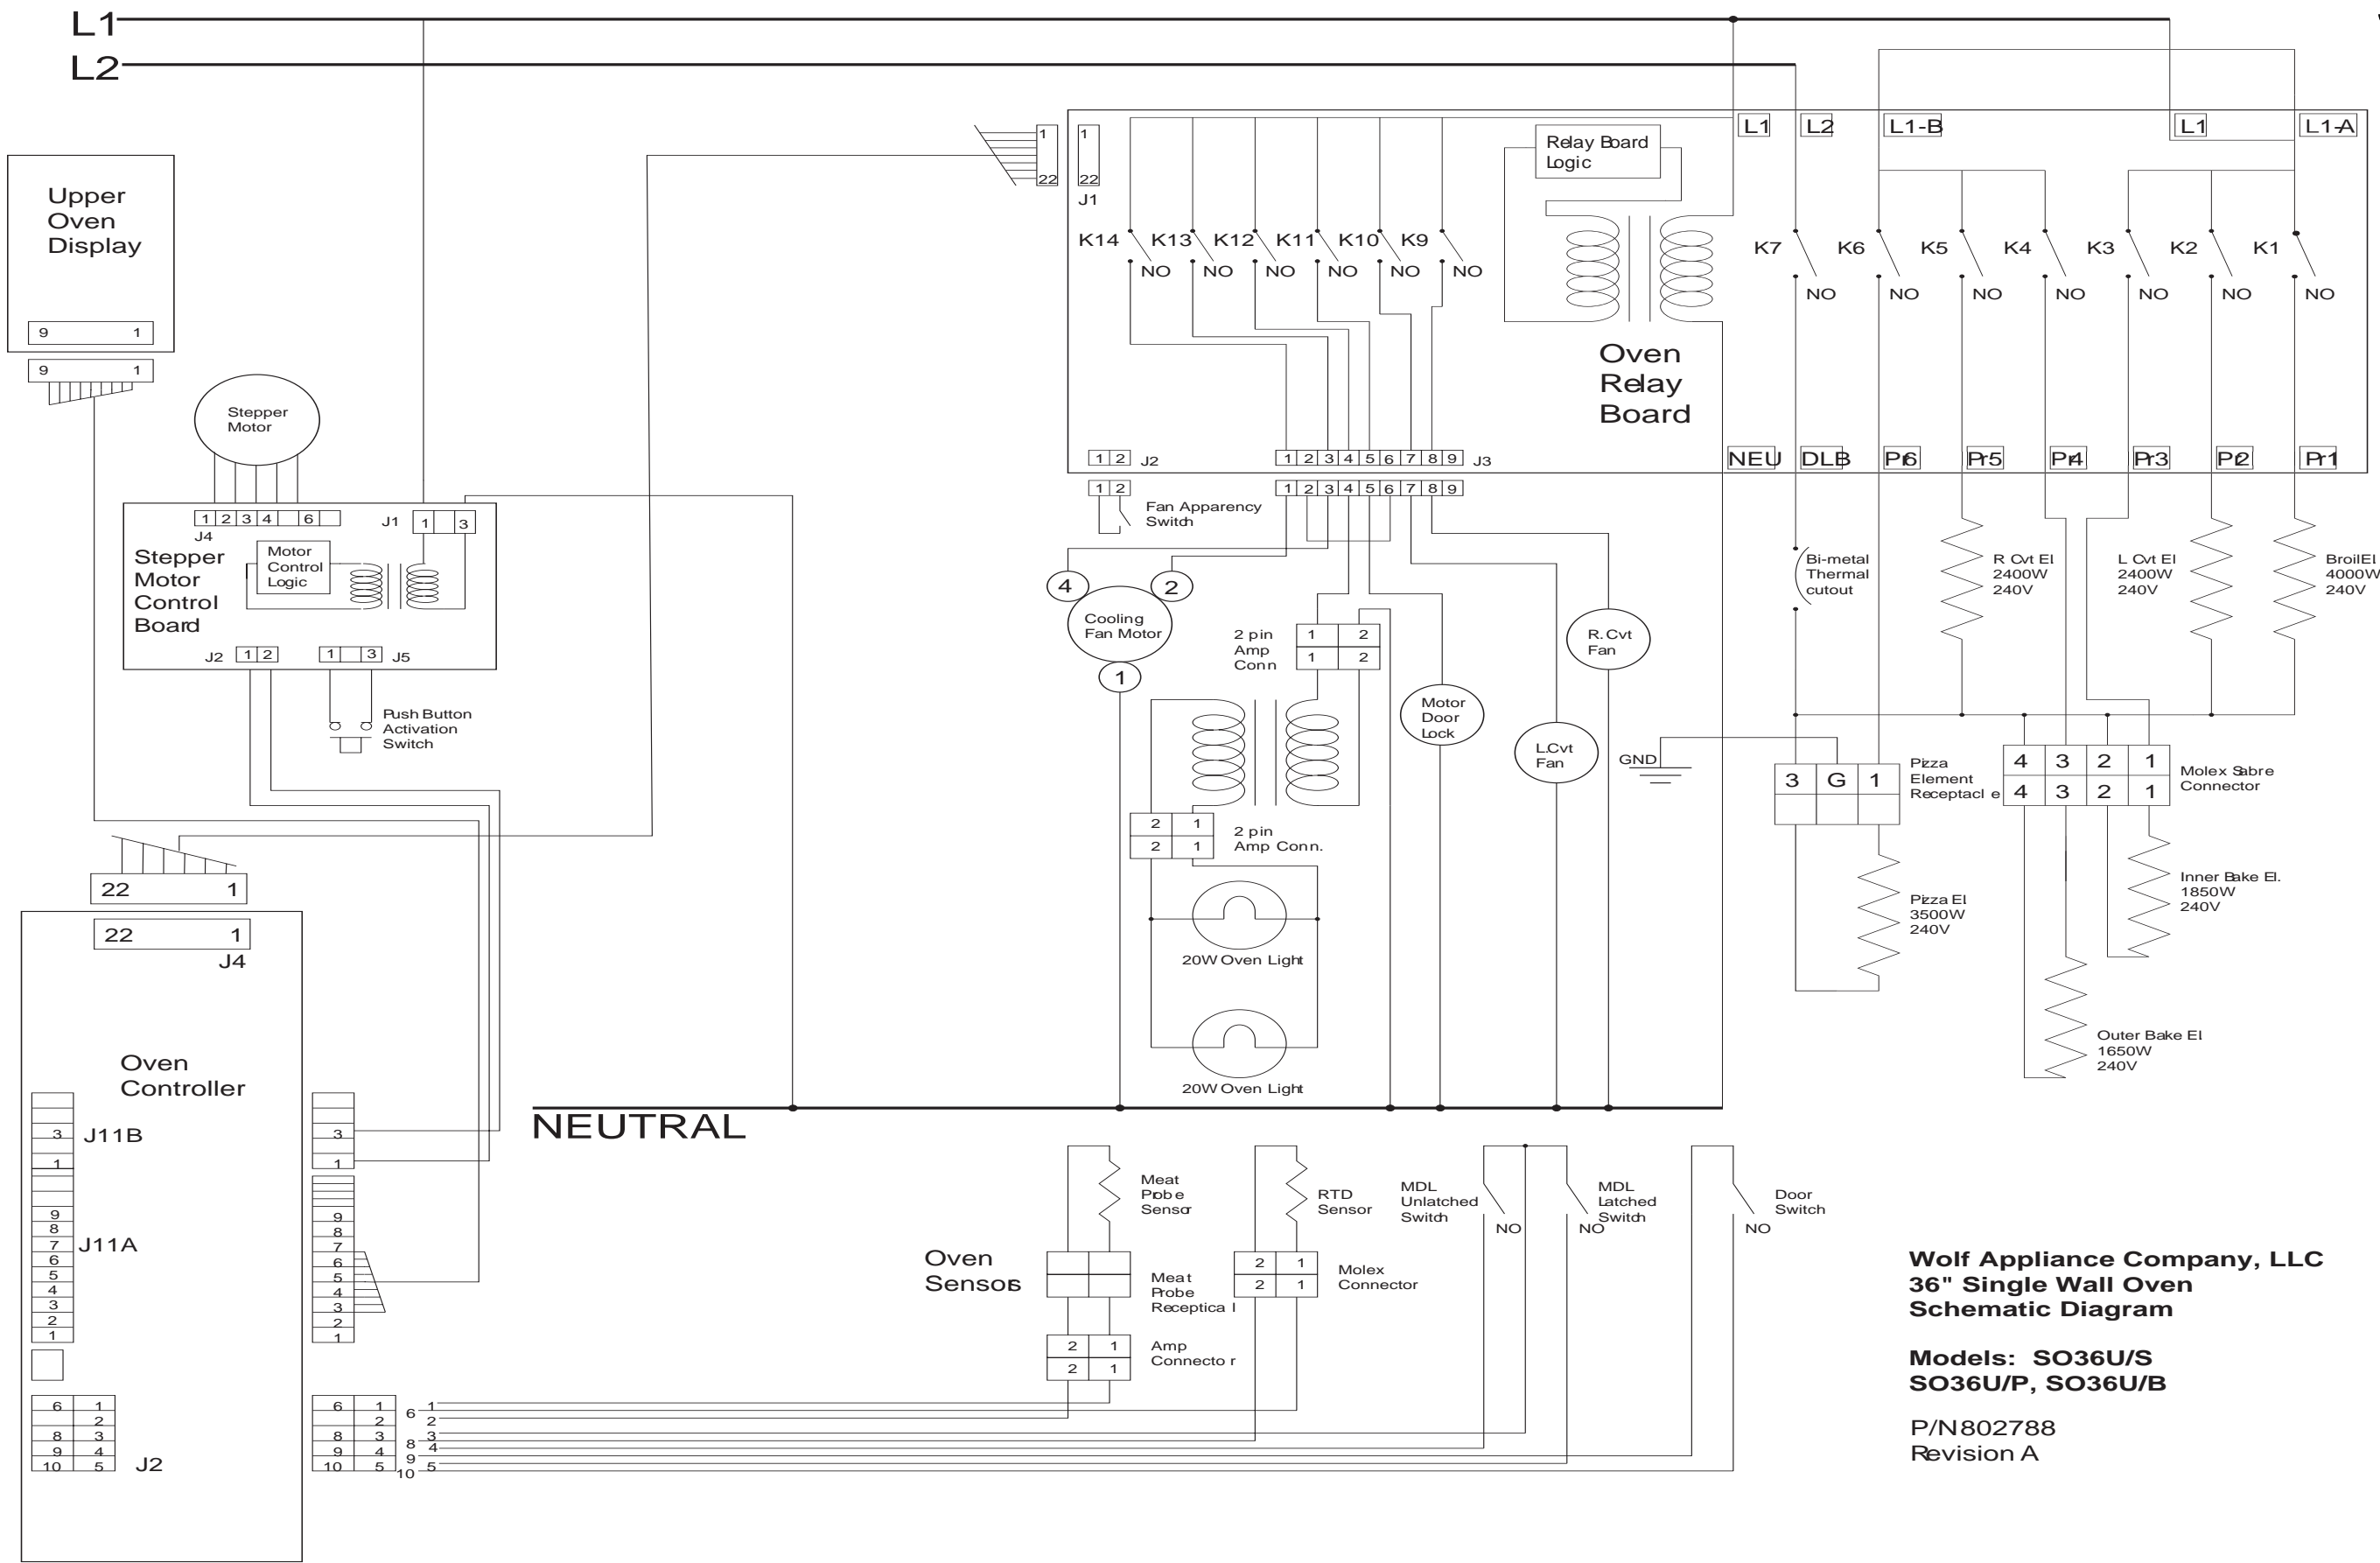 L1
L2
Upper
Oven
Display
9 1
9 1
Stepper
Motor
1 2 3 4 6
J4
J1
1 3
Stepper
Motor
Control
Board
Motor
Control
Logic
J2
1 2
1 3
J5
Push Button
Activation
Switch
22 1
22 1
J4
Oven
Controller
3
J11B
1
9
8
7
J11A
6
5
4
3
2
1
3
1
9
8
7
6
5
4
3
2
1
6 1
2
8 3
9 4
10 5
J2
6 1
2
8 3
9 4
10 5
1
6
2
3
8
4
9
5
10
1
22
1
22
J1
K14
K13
K12
K11
K10
K9
NO
NO
NO
NO
NO
NO
Relay Board
Logic
Oven
Relay
Board
L1
L2
L1-B
L1
L1-A
K7
K6
K5
K4
K3
K2
K1
NO
NO
NO
NO
NO
NO
NO
1 2
J2
1 2 3 4 5 6 7 8 9
J3
NEU
DLB
Pr6
Pr5
Pr4
Pr3
Pr2
Pr1
1 2
Fan Apparency
Switch
1 2 3 4 5 6 7 8 9
4
2
Cooling
Fan Motor
1
2 pin
Amp
Conn
1 2
1 2
Motor
Door
Lock
L.Cvt
Fan
R.Cvt
Fan
2 1
2 1
2 pin
Amp Conn.
20W Oven Light
20W Oven Light
NEUTRAL
Bi-metal
Thermal
cutout
R Cvt El
2400W
240V
L Cvt El
2400W
240V
Broil El
4000W
240V
GND
3 G 1
Pizza
Element
Receptacle
4 3 2 1
4 3 2 1
Molex Sabre
Connector
Pizza El
3500W
240V
Inner Bake El.
1850W
240V
Outer Bake El
1650W
240V
Oven
Sensors
Meat
Probe
Sensor
Meat
Probe
Receptical
2 1
2 1
Amp
Connector
RTD
Sensor
2 1
2 1
Molex
Connector
MDL
Unlatched
Switch
NO
MDL
Latched
Switch
NO
Door
Switch
NO
Wolf Appliance Company, LLC
36" Single Wall Oven
Schematic Diagram
Models: SO36U/S
SO36U/P, SO36U/B
P/N 802788
Revision A